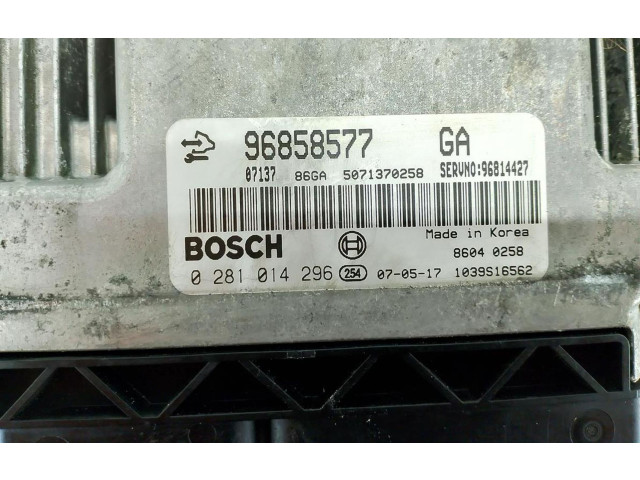 96858577 GA
07137 86GA 5071370258 SERVNO:96814427
BOSCH Made in Korea
8604 0258
0 281 014 296 254 07-05-17 1039S16562